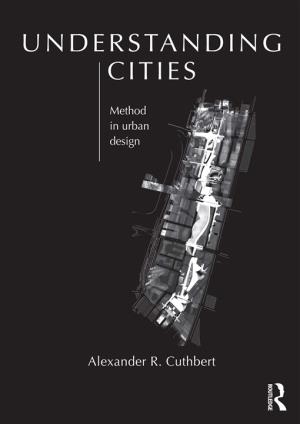 UNDERSTANDING
CITIES
Method
in urban
design
Alexander R. Cuthbert
ROUTLEDGE